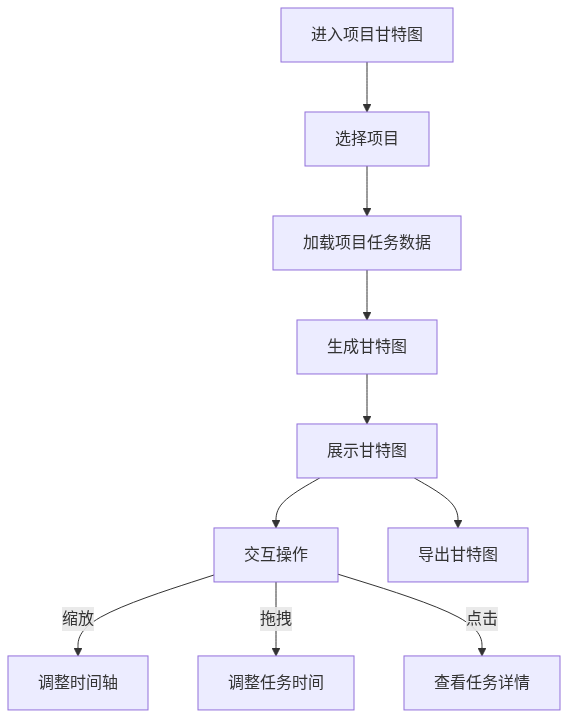 进入项目甘特图
选择项目
加载项目任务数据
生成甘特图
展示甘特图
交互操作
导出甘特图
缩放
拖拽
点击
调整时间轴
调整任务时间
查看任务详情